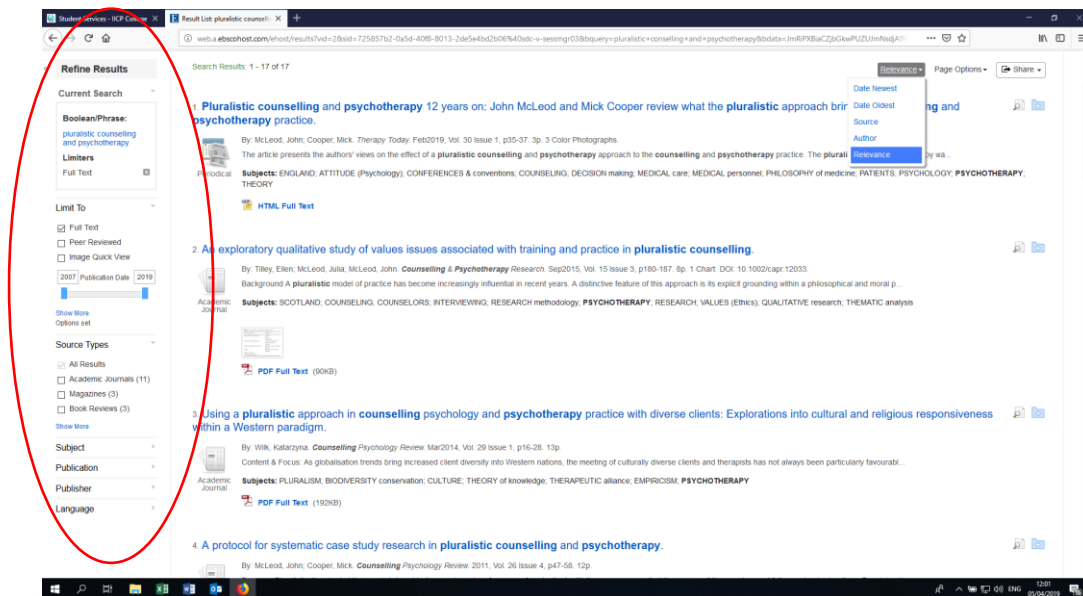 Student Services - IICP College
Result List: pluralistic counselli
web.a.ebscohost.com/ehost/results?vid=2&sid=725857b2-0a5d-40f8-8013-2de5e4bd2b06%40sdc-v-sessmgr03&bquery=pluralistic+conselling+and+psychotherapy&bdata=
Refine Results
Current Search
Boolean/Phrase:
pluralistic counselling
and psychotherapy
Limiters
Full Text
Limit To
Full Text
Peer Reviewed
Image Quick View
2007 Publication Date 2019
Show More
Options set
Source Types
All Results
Academic Journals (11)
Magazines (3)
Book Reviews (3)
Show More
Subject
Publication
Publisher
Language
Search Results: 1 - 17 of 17
Relevance Page Options Share
Date Newest
Date Oldest
Source
Author
Relevance
1. Pluralistic counselling and psychotherapy 12 years on: John McLeod and Mick Cooper review what the pluralistic approach and
psychotherapy practice.
By: McLeod, John; Cooper, Mick. Therapy Today. Feb2019, Vol. 30 Issue 1, p35-37. 3p. 3 Color Photographs.
The article presents the authors' views on the effect of a pluralistic counselling and psychotherapy approach to the counselling and psychotherapy practice. The
Periodical
Subjects: ENGLAND; ATTITUDE (Psychology); CONFERENCES & conventions; COUNSELING; DECISION making; MEDICAL care; MEDICAL personnel; PHILOSOPHY of medicine; PATIENTS; PSYCHOLOGY; PSYCHOTHERAPY;
THEORY
HTML Full Text
2. An exploratory qualitative study of values issues associated with training and practice in pluralistic counselling.
By: Tilley, Ellen; McLeod, Julia; McLeod, John. Counselling & Psychotherapy Research. Sep2015, Vol. 15 Issue 3, p180-187. 8p. 1 Chart. DOI: 10.1002/capr.12033.
Background A pluralistic model of practice has become increasingly influential in recent years. A distinctive feature of this approach is its explicit grounding within a philosophical and moral p...
Academic
Journal
Subjects: SCOTLAND; COUNSELING; COUNSELORS; INTERVIEWING; RESEARCH methodology; PSYCHOTHERAPY; RESEARCH; VALUES (Ethics); QUALITATIVE research; THEMATIC analysis
PDF Full Text (90KB)
3. Using a pluralistic approach in counselling psychology and psychotherapy practice with diverse clients: Explorations into cultural and religious responsiveness
within a Western paradigm.
By: Wilk, Katarzyna. Counselling Psychology Review. Mar2014, Vol. 29 Issue 1, p16-28. 13p.
Content & Focus: As globalisation trends bring increased client diversity into Western nations, the meeting of culturally diverse clients and therapists has not always been particularly favourabl...
Academic
Journal
Subjects: PLURALISM; BIODIVERSITY conservation; CULTURE; THEORY of knowledge; THERAPEUTIC alliance; EMPIRICISM; PSYCHOTHERAPY
PDF Full Text (192KB)
4. A protocol for systematic case study research in pluralistic counselling and psychotherapy.
By: McLeod, John; Cooper, Mick. Counselling Psychology Review. 2011, Vol. 26 Issue 4, p47-58. 12p.
ENG
12:01
05/04/2019